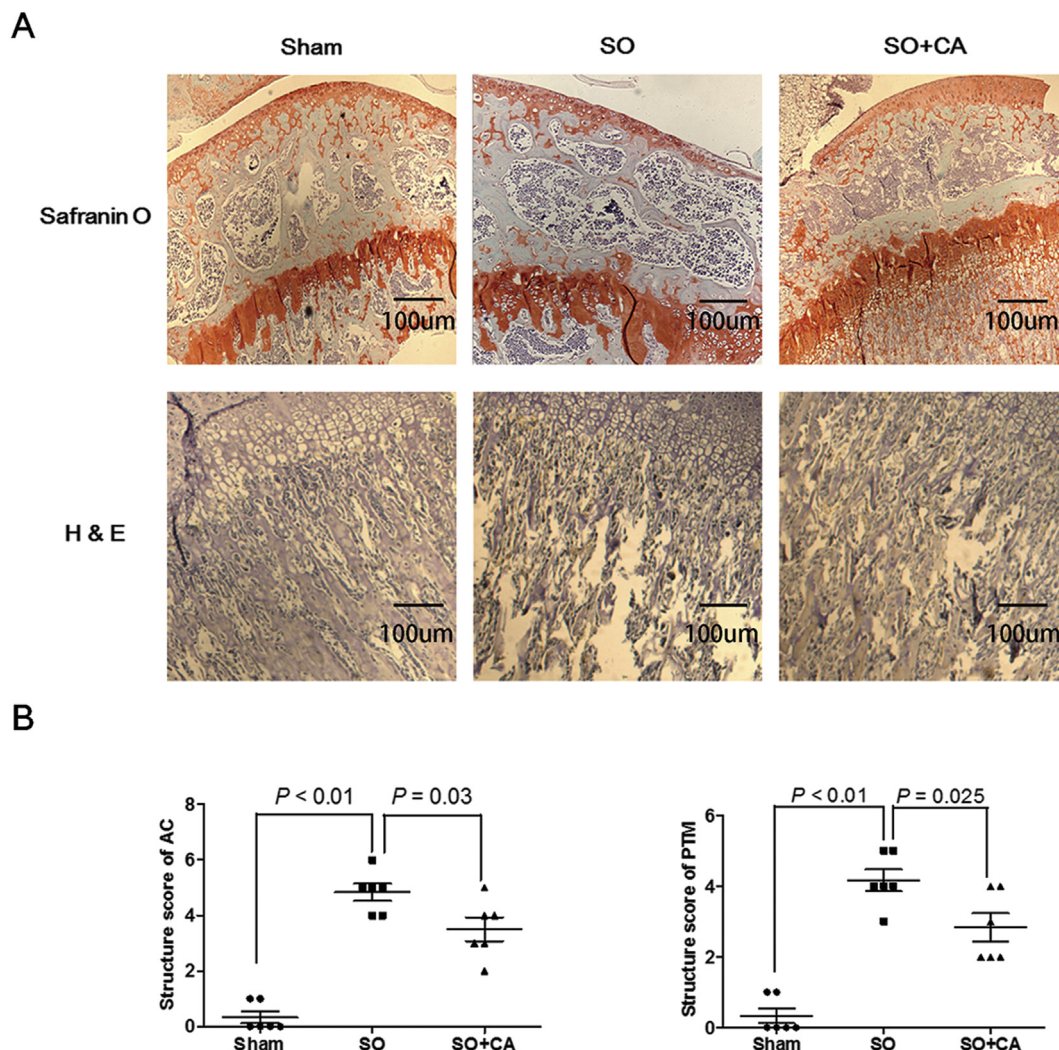 A
Sham SO SO+CA
Safranin O
100um 100um 100um
H & E
100um 100um 100um
B
P < 0.01 P = 0.03
Structure score of AC
8
6
4
2
0
Sham SO SO+CA
P < 0.01 P = 0.025
Structure score of PTM
6
4
2
0
Sham SO SO+CA